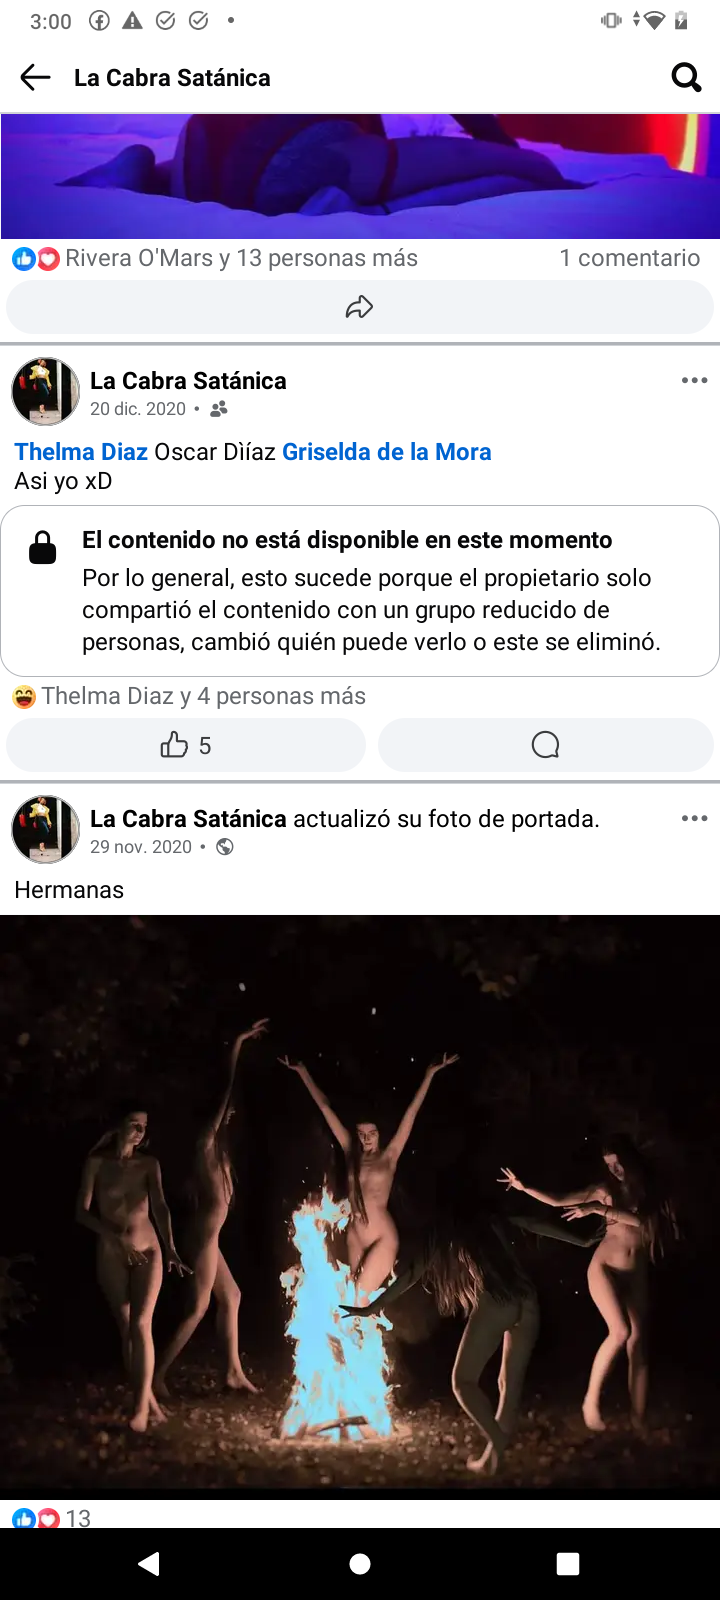 3:00
La Cabra Satánica
Rivera O'Mars y 13 personas más
1 comentario
La Cabra Satánica
20 dic. 2020 •
Thelma Diaz Oscar Dìíaz Griselda de la Mora
Asi yo xD
El contenido no está disponible en este momento
Por lo general, esto sucede porque el propietario solo
compartió el contenido con un grupo reducido de
personas, cambió quién puede verlo o este se eliminó.
Thelma Diaz y 4 personas más
5
La Cabra Satánica actualizó su foto de portada.
29 nov. 2020 •
Hermanas
13